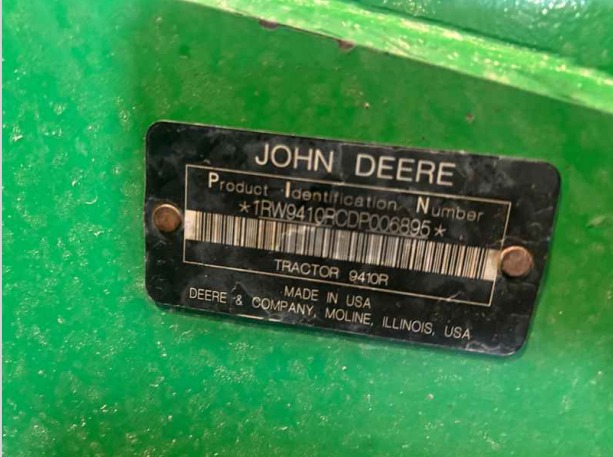 JOHN DEERE
Product Identification Number
*1RW9410RCDP006895*
TRACTOR 9410R
MADE IN USA
DEERE & COMPANY, MOLINE, ILLINOIS, USA